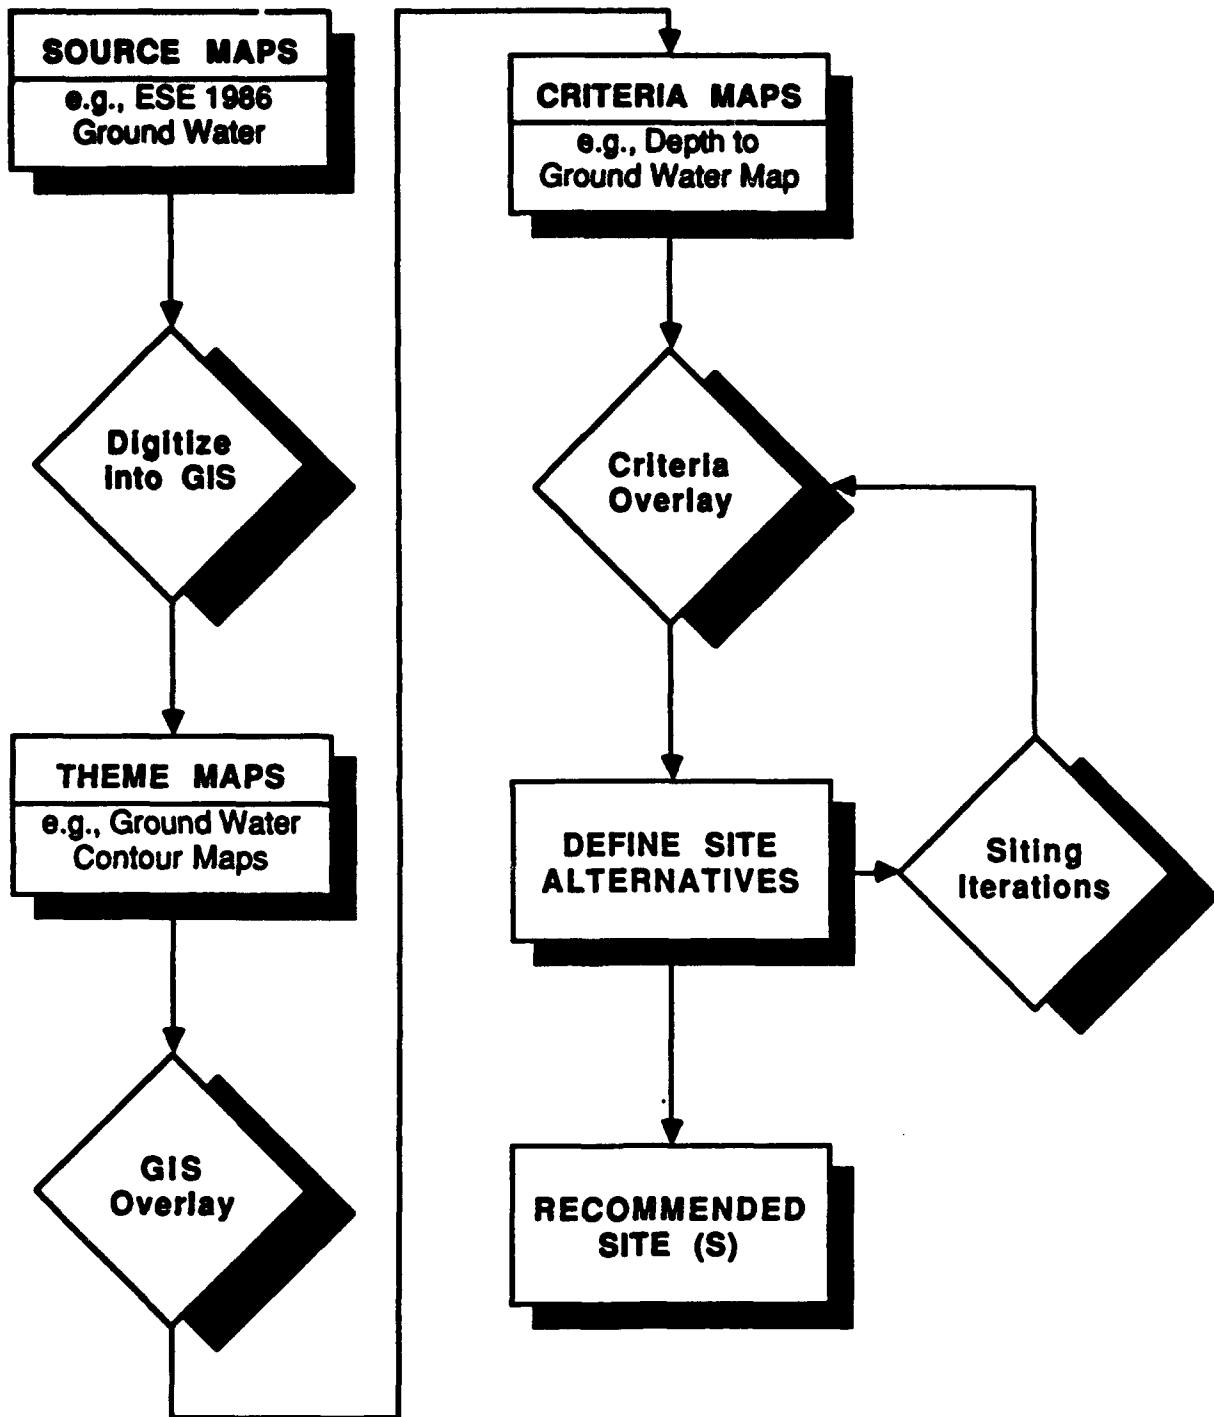 SOURCE MAPS
e.g., ESE 1986
Ground Water
Digitize
into GIS
THEME MAPS
e.g., Ground Water
Contour Maps
GIS
Overlay
CRITERIA MAPS
e.g., Depth to
Ground Water Map
Criteria
Overlay
DEFINE SITE
ALTERNATIVES
Siting
Iterations
RECOMMENDED
SITE (S)